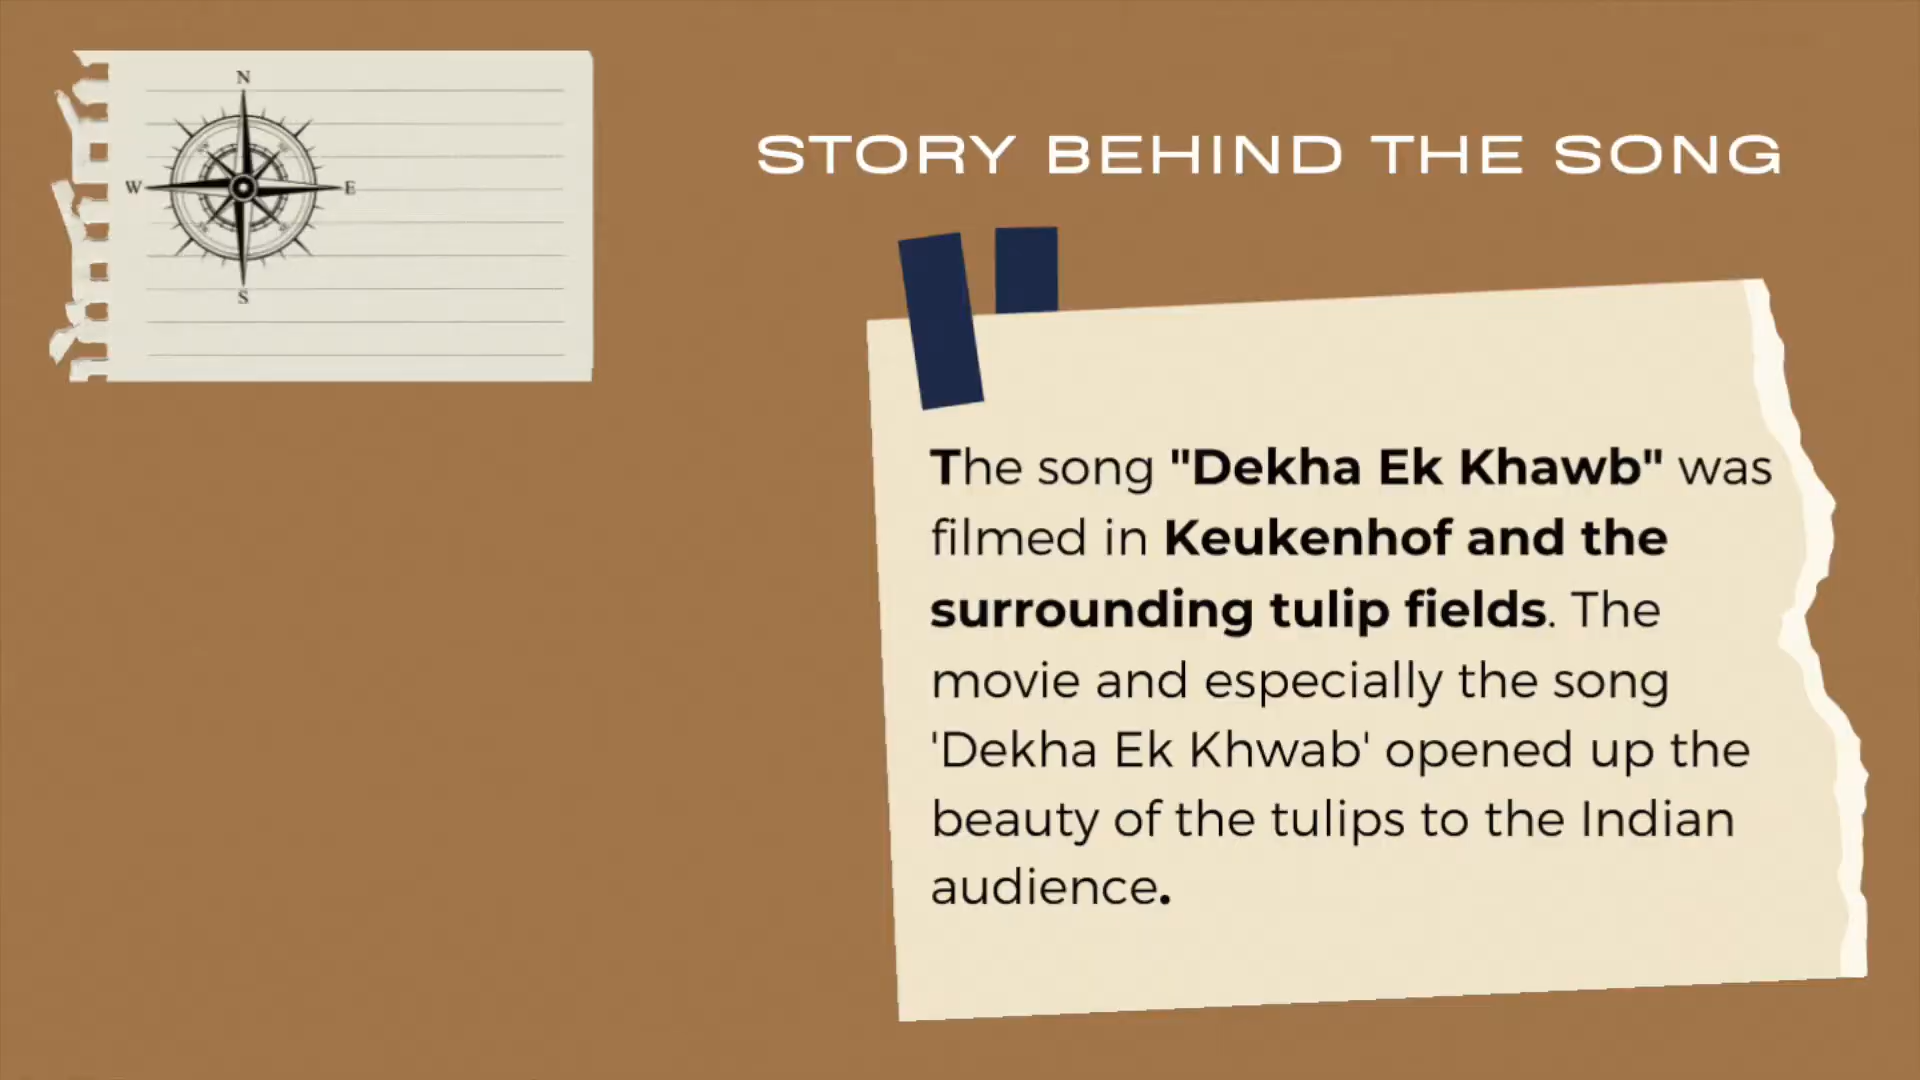 N
W
E
S
STORY BEHIND THE SONG
The song "Dekha Ek Khawb" was
filmed in Keukenhof and the
surrounding tulip fields. The
movie and especially the song
'Dekha Ek Khwab' opened up the
beauty of the tulips to the Indian
audience.